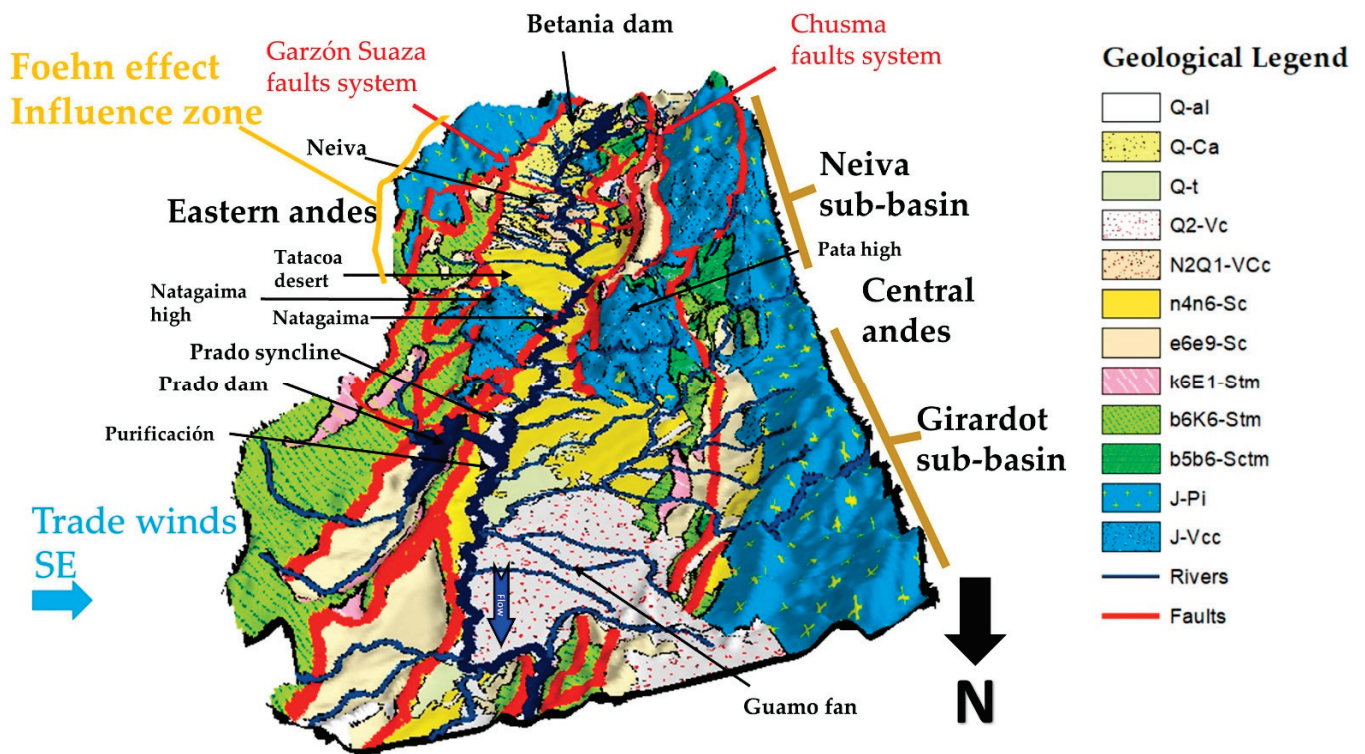 Betania dam
Chusma
faults system
Garzón Suaza
faults system
Foehn effect
Influence zone
Neiva
Eastern andes
Neiva
sub-basin
Tatacoa
desert
Pata high
Natagaima
high
Natagaima
Central
andes
Prado syncline
Prado dam
Purificación
Girardot
sub-basin
Trade winds
SE
Flow
Guamo fan
N
Geological Legend
Q-al
Q-Ca
Q-t
Q2-Vc
N2Q1-VCc
n4n6-Sc
e6e9-Sc
k6E1-Stm
b6K6-Stm
b5b6-Sctm
J-Pi
J-Vcc
Rivers
Faults